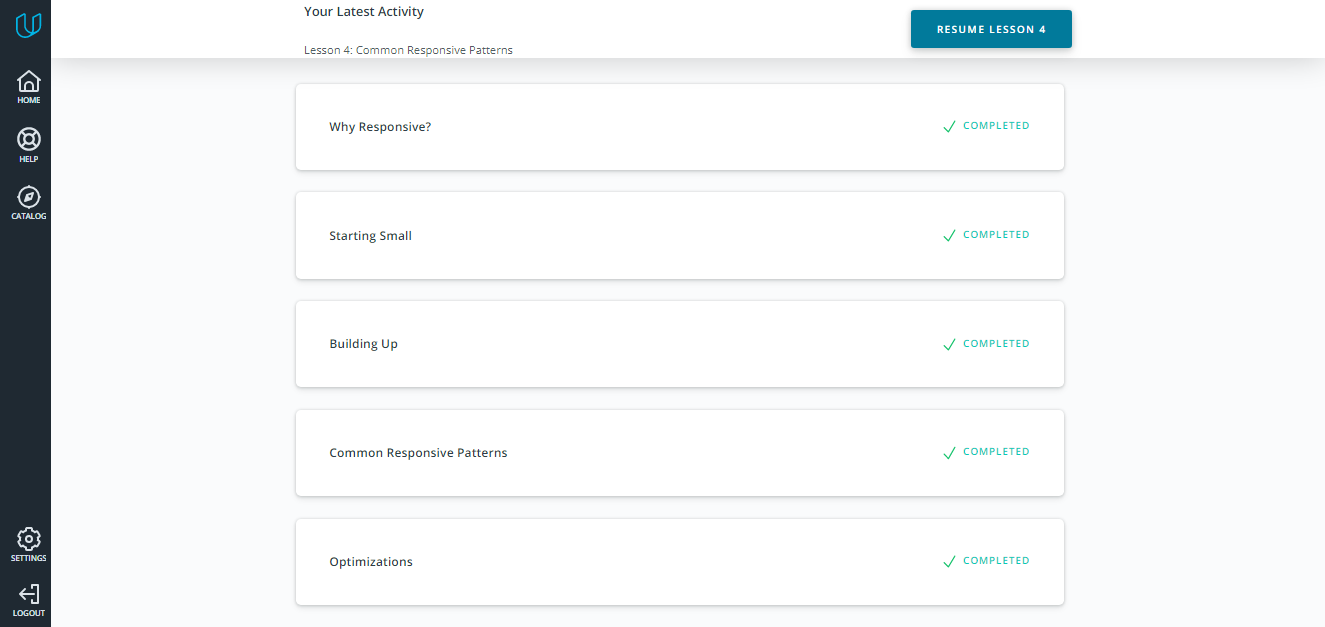 Your Latest Activity
RESUME LESSON 4
Lesson 4: Common Responsive Patterns
HOME
HELP
CATALOG
SETTINGS
LOGOUT
Why Responsive?
COMPLETED
Starting Small
COMPLETED
Building Up
COMPLETED
Common Responsive Patterns
COMPLETED
Optimizations
COMPLETED